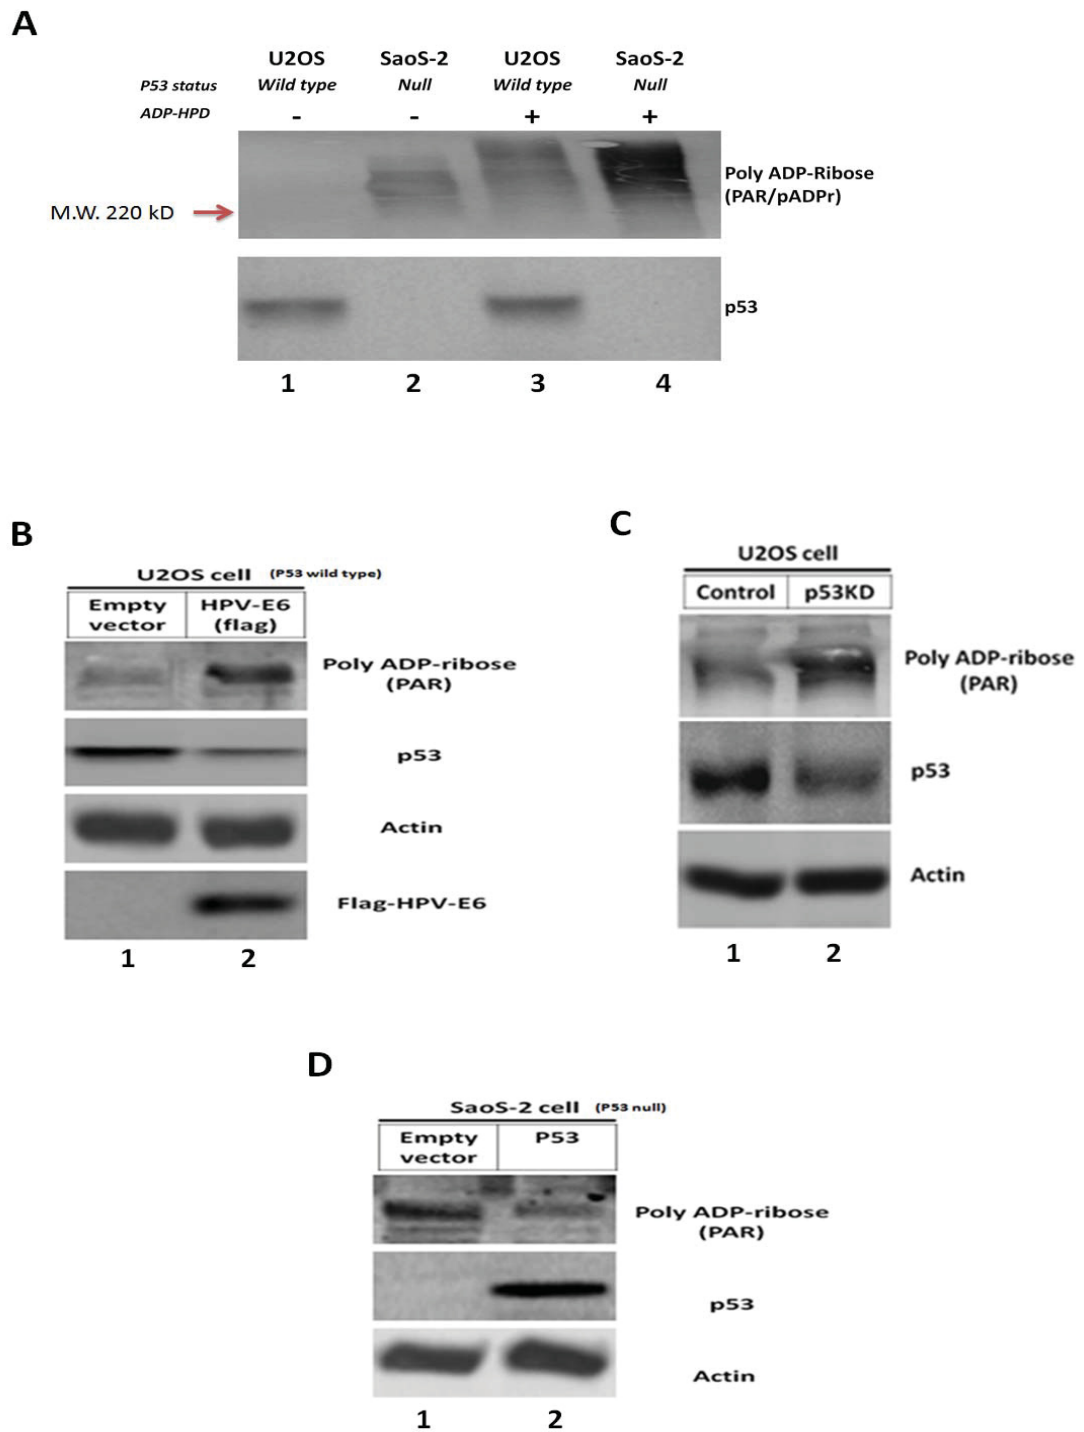 A
U2OS SaoS-2 U2OS SaoS-2
P53 status Wild type Null Wild type Null
ADP-HPD - - + +
Poly ADP-Ribose
(PAR/pADPr)
M.W. 220 kD
p53
1 2 3 4
B
U2OS cell (P53 wild type)
Empty vector
HPV-E6 (flag)
Poly ADP-ribose
(PAR)
p53
Actin
Flag-HPV-E6
1 2
C
U2OS cell
Control p53KD
Poly ADP-ribose
(PAR)
p53
Actin
1 2
D
SaoS-2 cell (P53 null)
Empty vector
P53
Poly ADP-ribose
(PAR)
p53
Actin
1 2